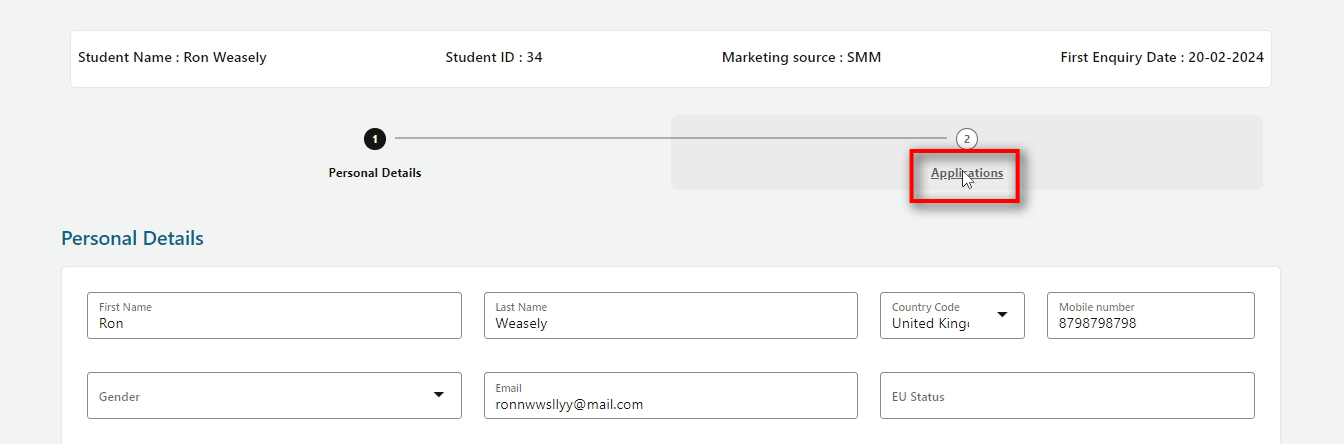 Student Name : Ron Weasely Student ID : 34 Marketing source : SMM First Enquiry Date : 20-02-2024
1 2
Personal Details Applications
Personal Details
First Name Last Name Country Code Mobile number
Ron Weasely United King 8798798798
Gender Email EU Status
ronnwwsllyy@mail.com